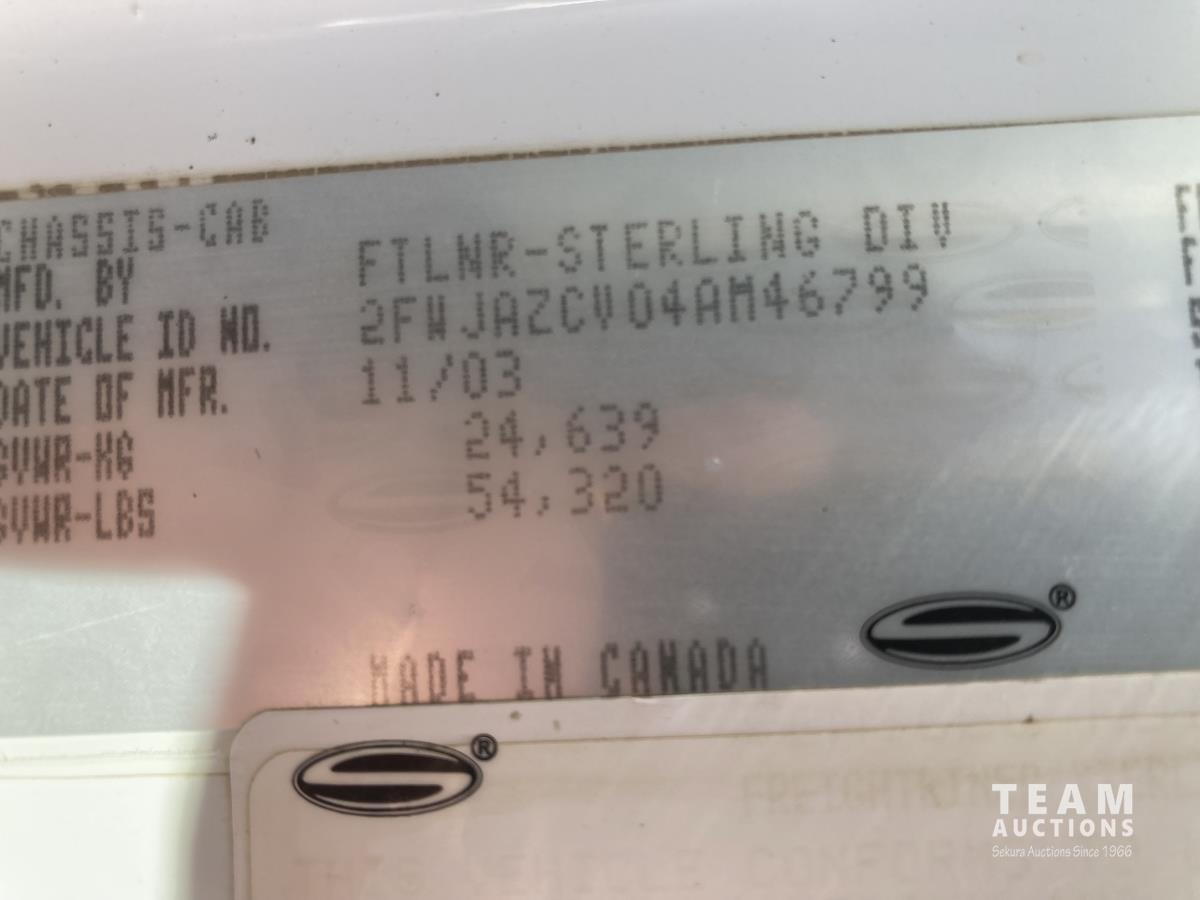 CHASSIS-CAB
MFD. BY FTLNR-STERLING DIV
VEHICLE ID NO. 2FWJAZCV04AM46799
DATE OF MFR. 11/03
GVWR-KG 24,639
GVWR-LBS 54,320
MADE IN CANADA
®
®
TEAM
AUCTIONS
Sekura Auctions Since 1966